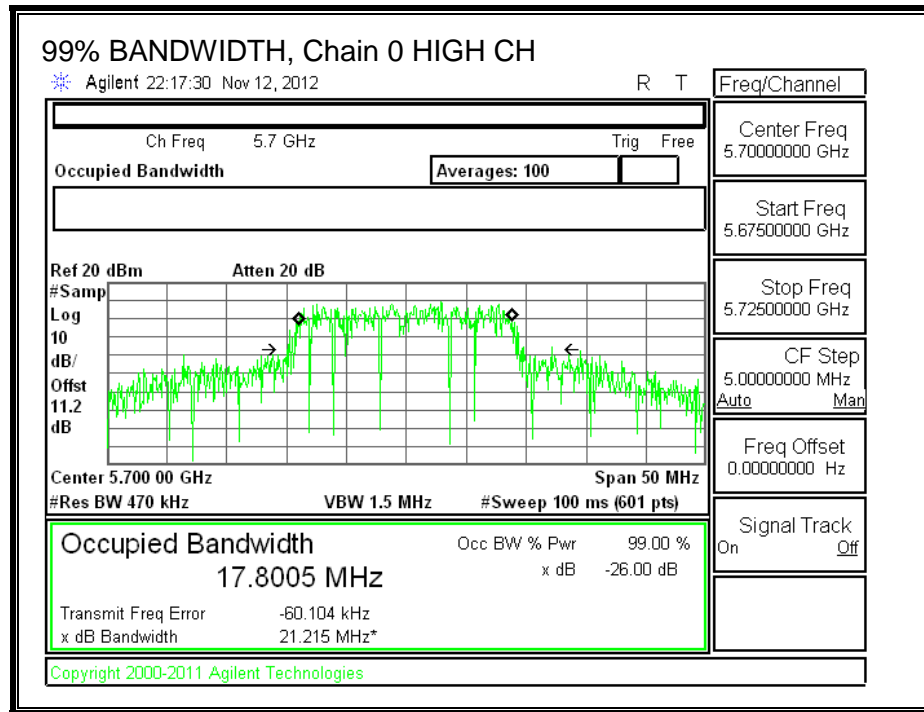 99% BANDWIDTH, Chain 0 HIGH CH
Agilent 22:17:30 Nov 12, 2012 R T
Freq/Channel
Ch Freq 5.7 GHz Trig Free
Occupied Bandwidth Averages: 100
Center Freq
5.70000000 GHz
Start Freq
5.67500000 GHz
Stop Freq
5.72500000 GHz
CF Step
5.00000000 MHz
Auto Man
Freq Offset
0.00000000 Hz
Signal Track
On Off
Ref 20 dBm Atten 20 dB
#Samp
Log
10
dB/
Offst
11.2
dB
Center 5.700 00 GHz Span 50 MHz
#Res BW 470 kHz VBW 1.5 MHz #Sweep 100 ms (601 pts)
Occupied Bandwidth Occ BW % Pwr 99.00 %
17.8005 MHz x dB -26.00 dB
Transmit Freq Error -60.104 kHz
x dB Bandwidth 21.215 MHz*
Copyright 2000-2011 Agilent Technologies